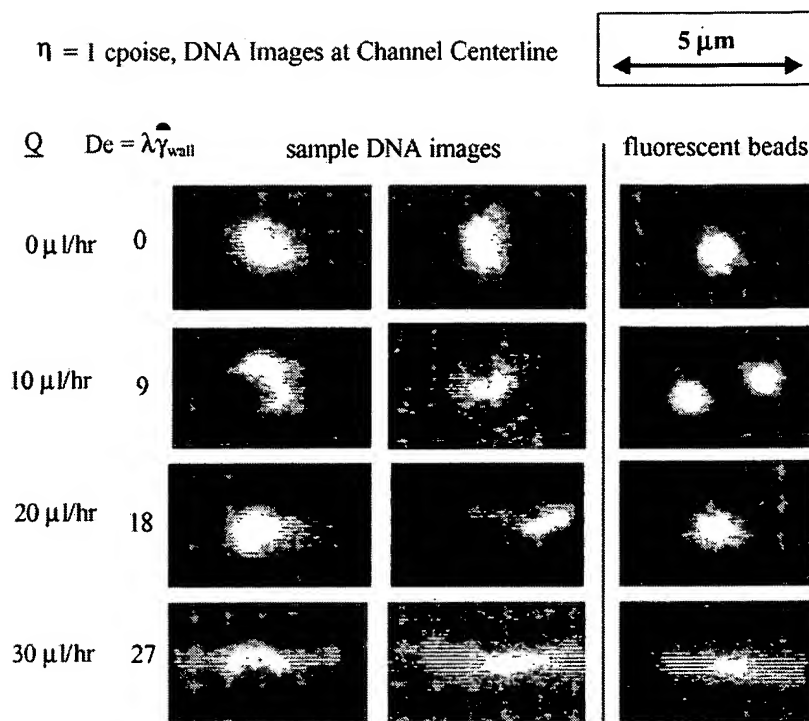 η = 1 cpoise, DNA Images at Channel Centerline
5 μm
Q De = λγ̂wall sample DNA images fluorescent beads
0 μl/hr 0
10 μl/hr 9
20 μl/hr 18
30 μl/hr 27